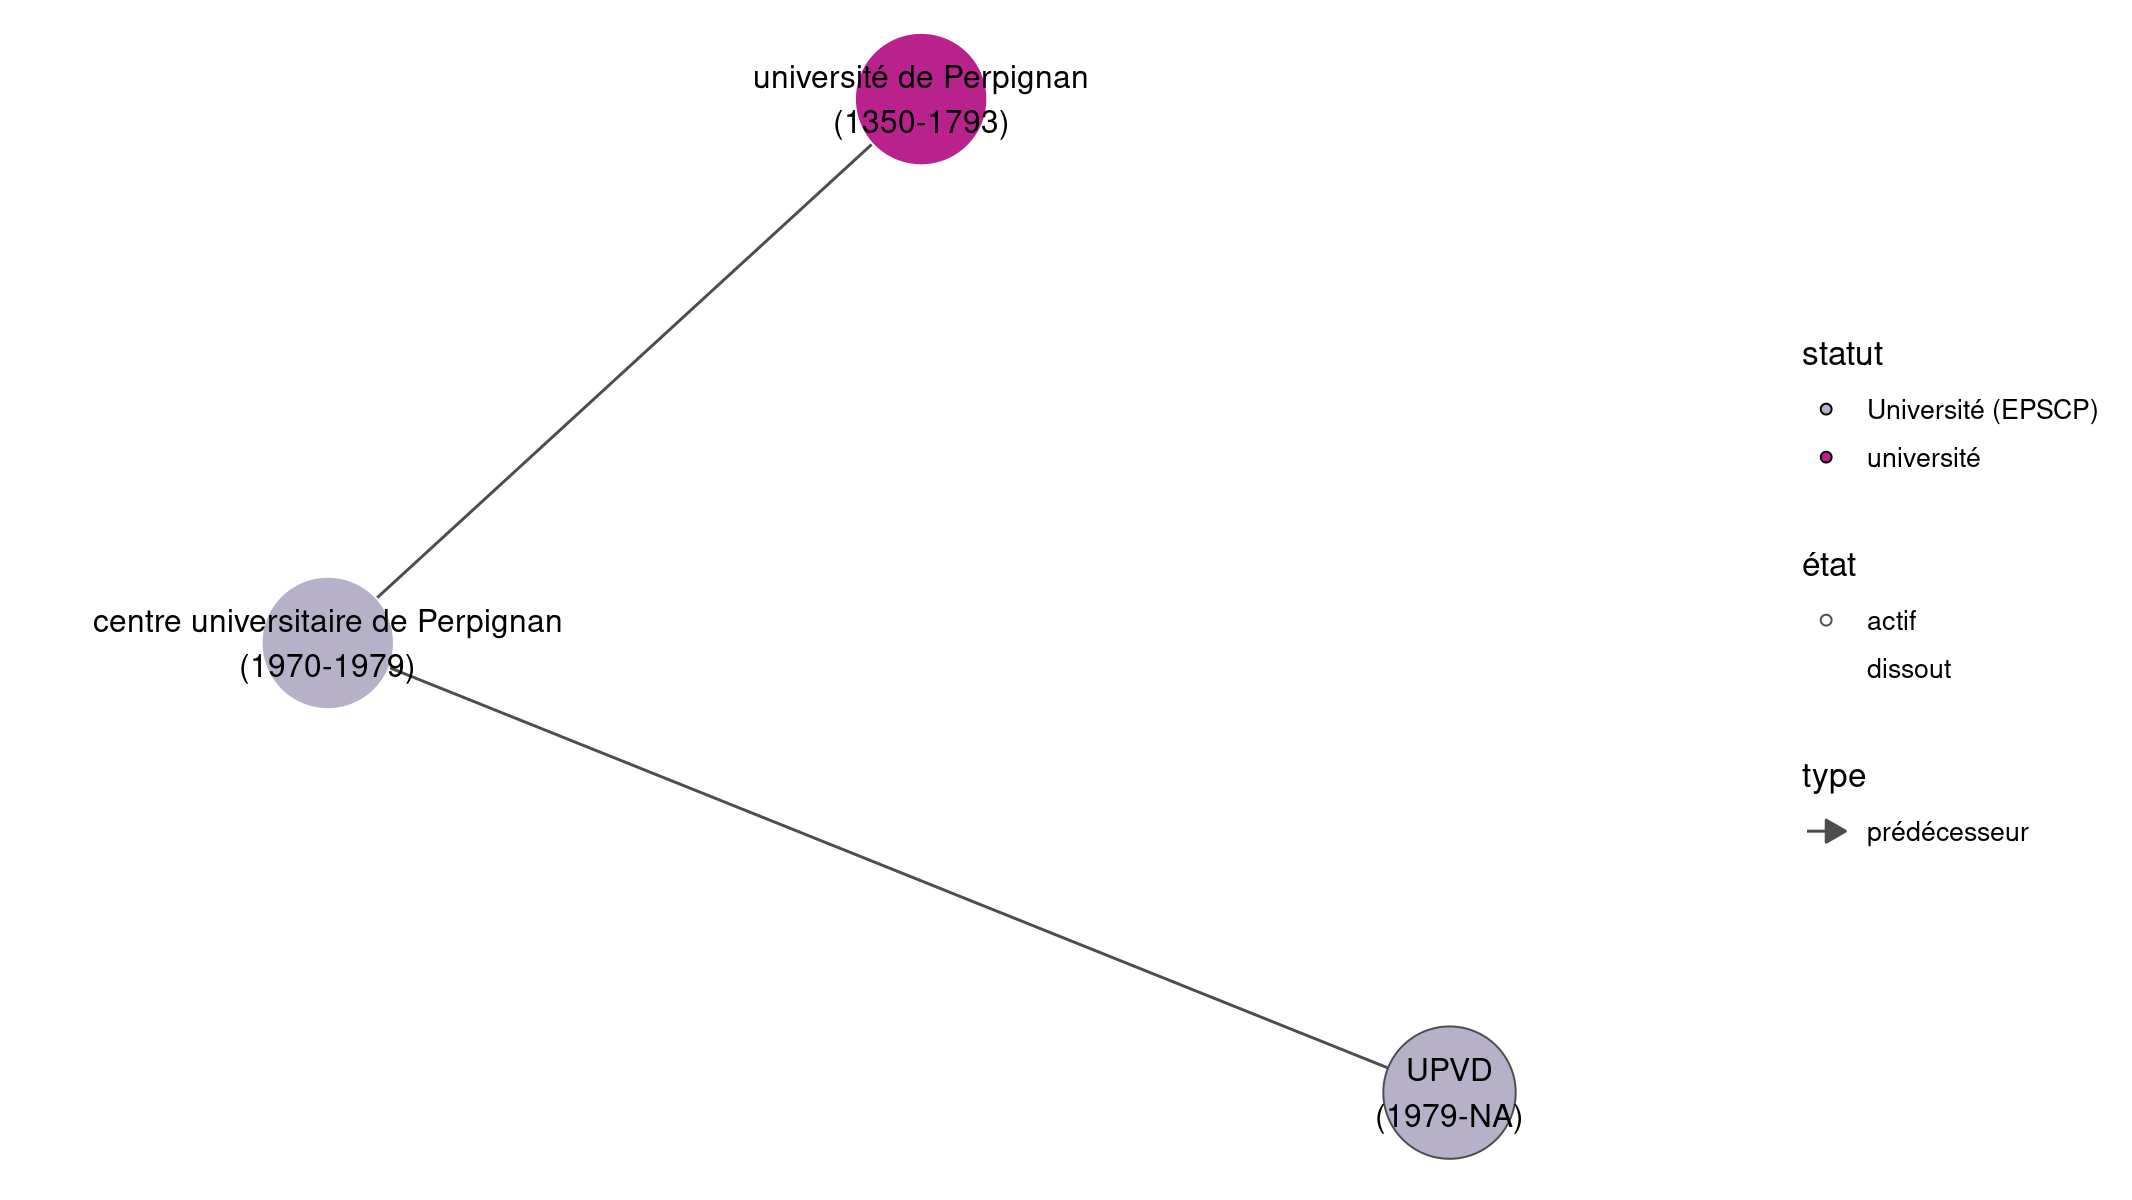 université de Perpignan
(1350-1793)
centre universitaire de Perpignan
(1970-1979)
UPVD
(1979-NA)
statut
Université (EPSCP)
université
état
actif
dissout
type
prédécesseur